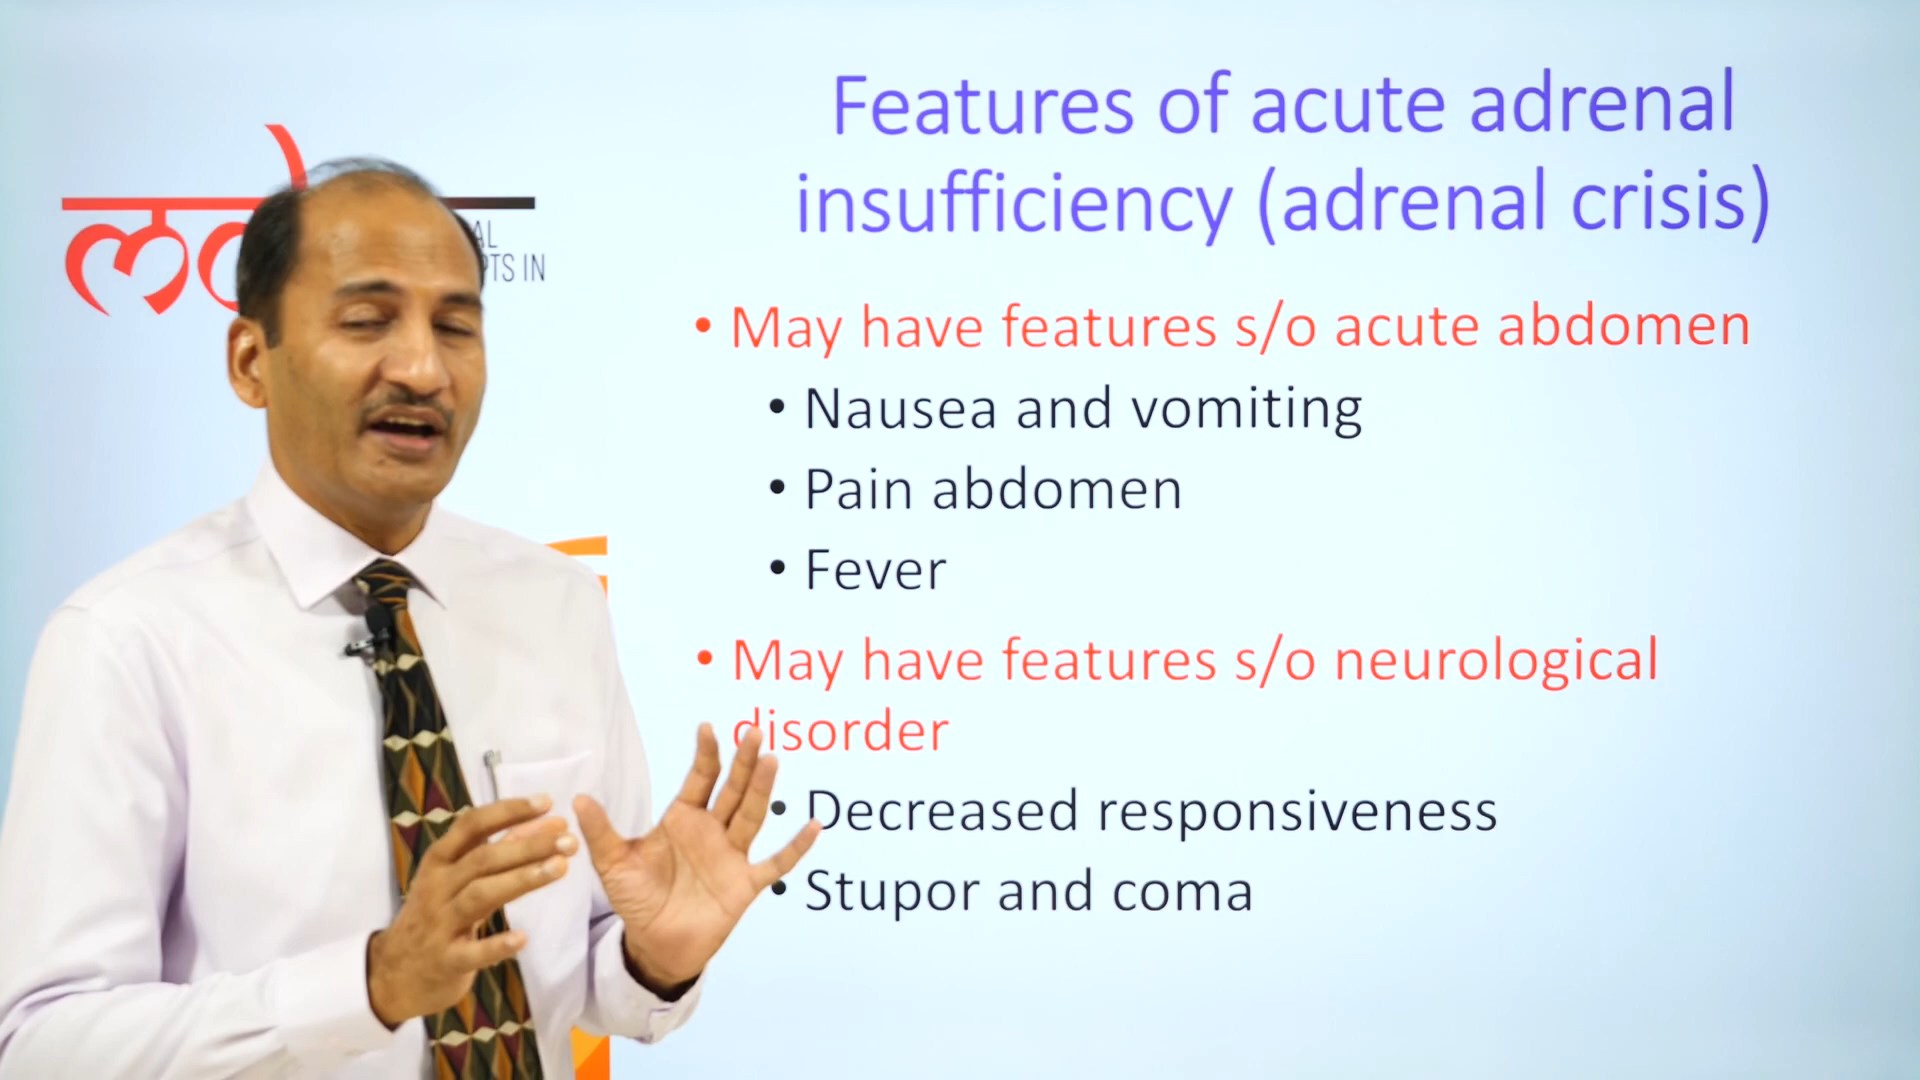 Features of acute adrenal
insufficiency (adrenal crisis)
• May have features s/o acute abdomen
• Nausea and vomiting
• Pain abdomen
• Fever
• May have features s/o neurological
disorder
• Decreased responsiveness
• Stupor and coma
IN